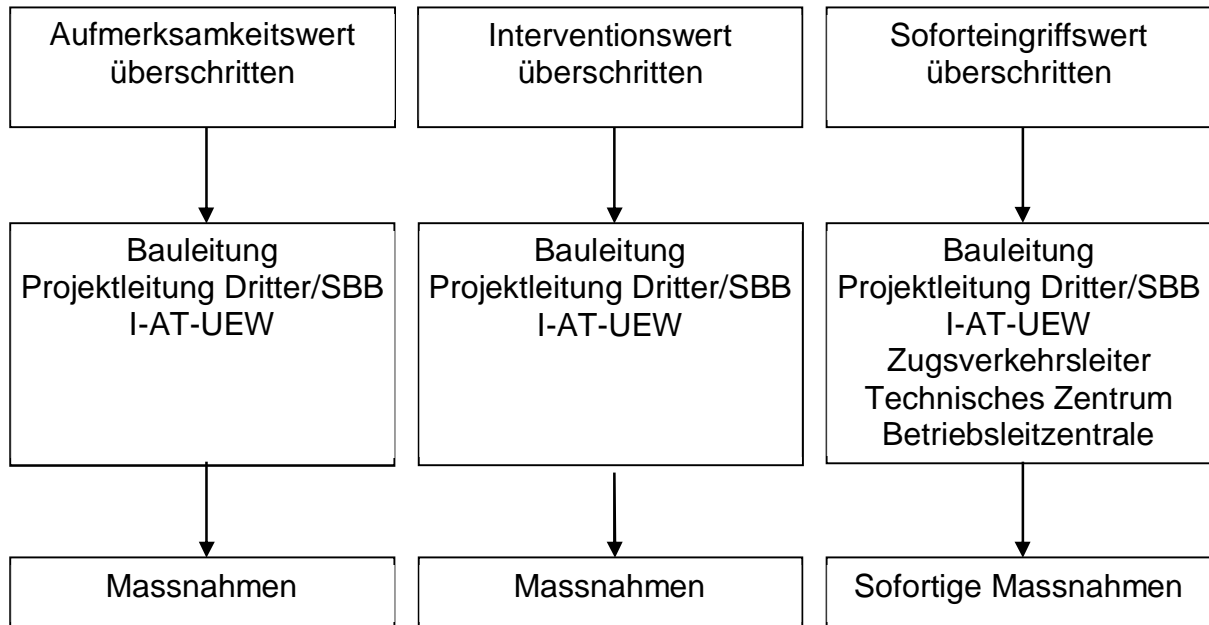 Aufmerksamkeitswert
überschritten
Interventionswert
überschritten
Soforteingriffswert
überschritten
Bauleitung
Projektleitung Dritter/SBB
I-AT-UEW
Bauleitung
Projektleitung Dritter/SBB
I-AT-UEW
Bauleitung
Projektleitung Dritter/SBB
I-AT-UEW
Zugsverkehrsleiter
Technisches Zentrum
Betriebsleitzentrale
Massnahmen
Massnahmen
Sofortige Massnahmen